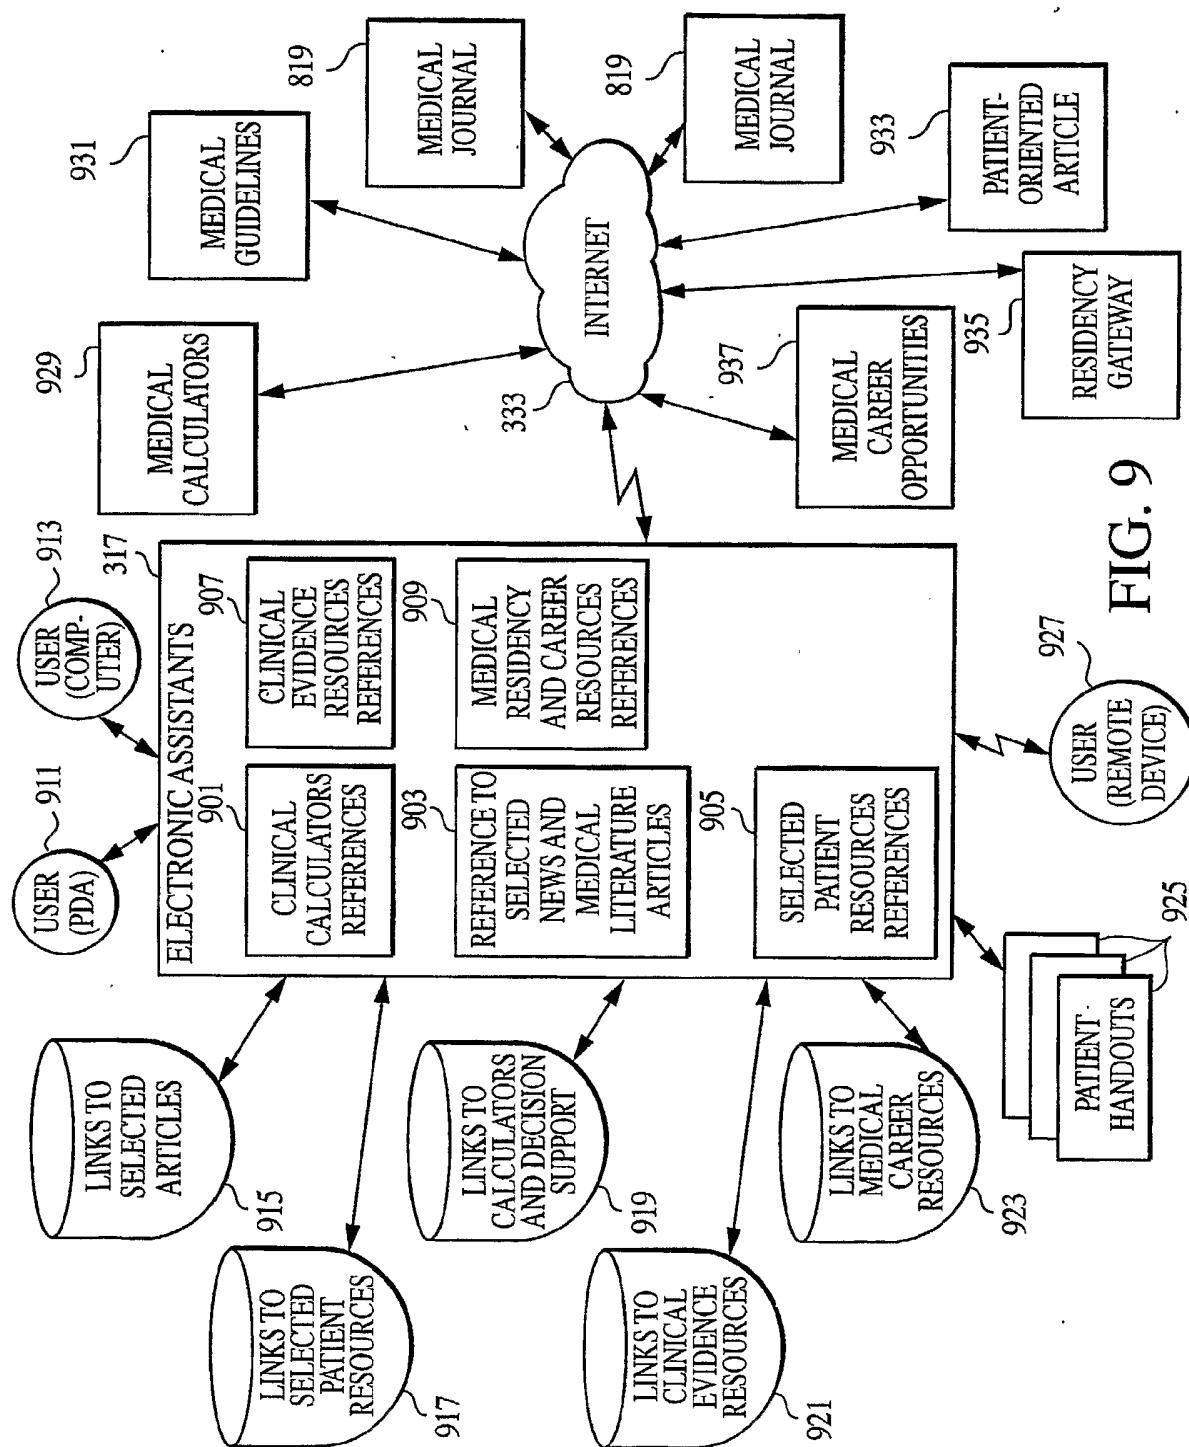 USER
(PDA)
911
USER
(COMP-
UTER)
913
317
ELECTRONIC ASSISTANTS
901
CLINICAL
CALCULATORS
REFERENCES
907
CLINICAL
EVIDENCE
RESOURCES
REFERENCES
903
REFERENCE TO
SELECTED
NEWS AND
MEDICAL
LITERATURE
ARTICLES
909
MEDICAL
RESIDENCY
AND CAREER
RESOURCES
REFERENCES
905
SELECTED
PATIENT
RESOURCES
REFERENCES
LINKS TO
SELECTED
ARTICLES
915
LINKS TO
SELECTED
PATIENT
RESOURCES
917
LINKS TO
CALCULATORS
AND DECISION
SUPPORT
919
LINKS TO
CLINICAL
EVIDENCE
RESOURCES
921
LINKS TO
MEDICAL
CAREER
RESOURCES
923
PATIENT-
HANDOUTS
925
USER
(REMOTE
DEVICE)
927
929
MEDICAL
CALCULATORS
931
MEDICAL
GUIDELINES
819
MEDICAL
JOURNAL
819
MEDICAL
JOURNAL
INTERNET
333
933
PATIENT-
ORIENTED
ARTICLE
935
RESIDENCY
GATEWAY
937
MEDICAL
CAREER
OPPORTUNITIES
FIG. 9